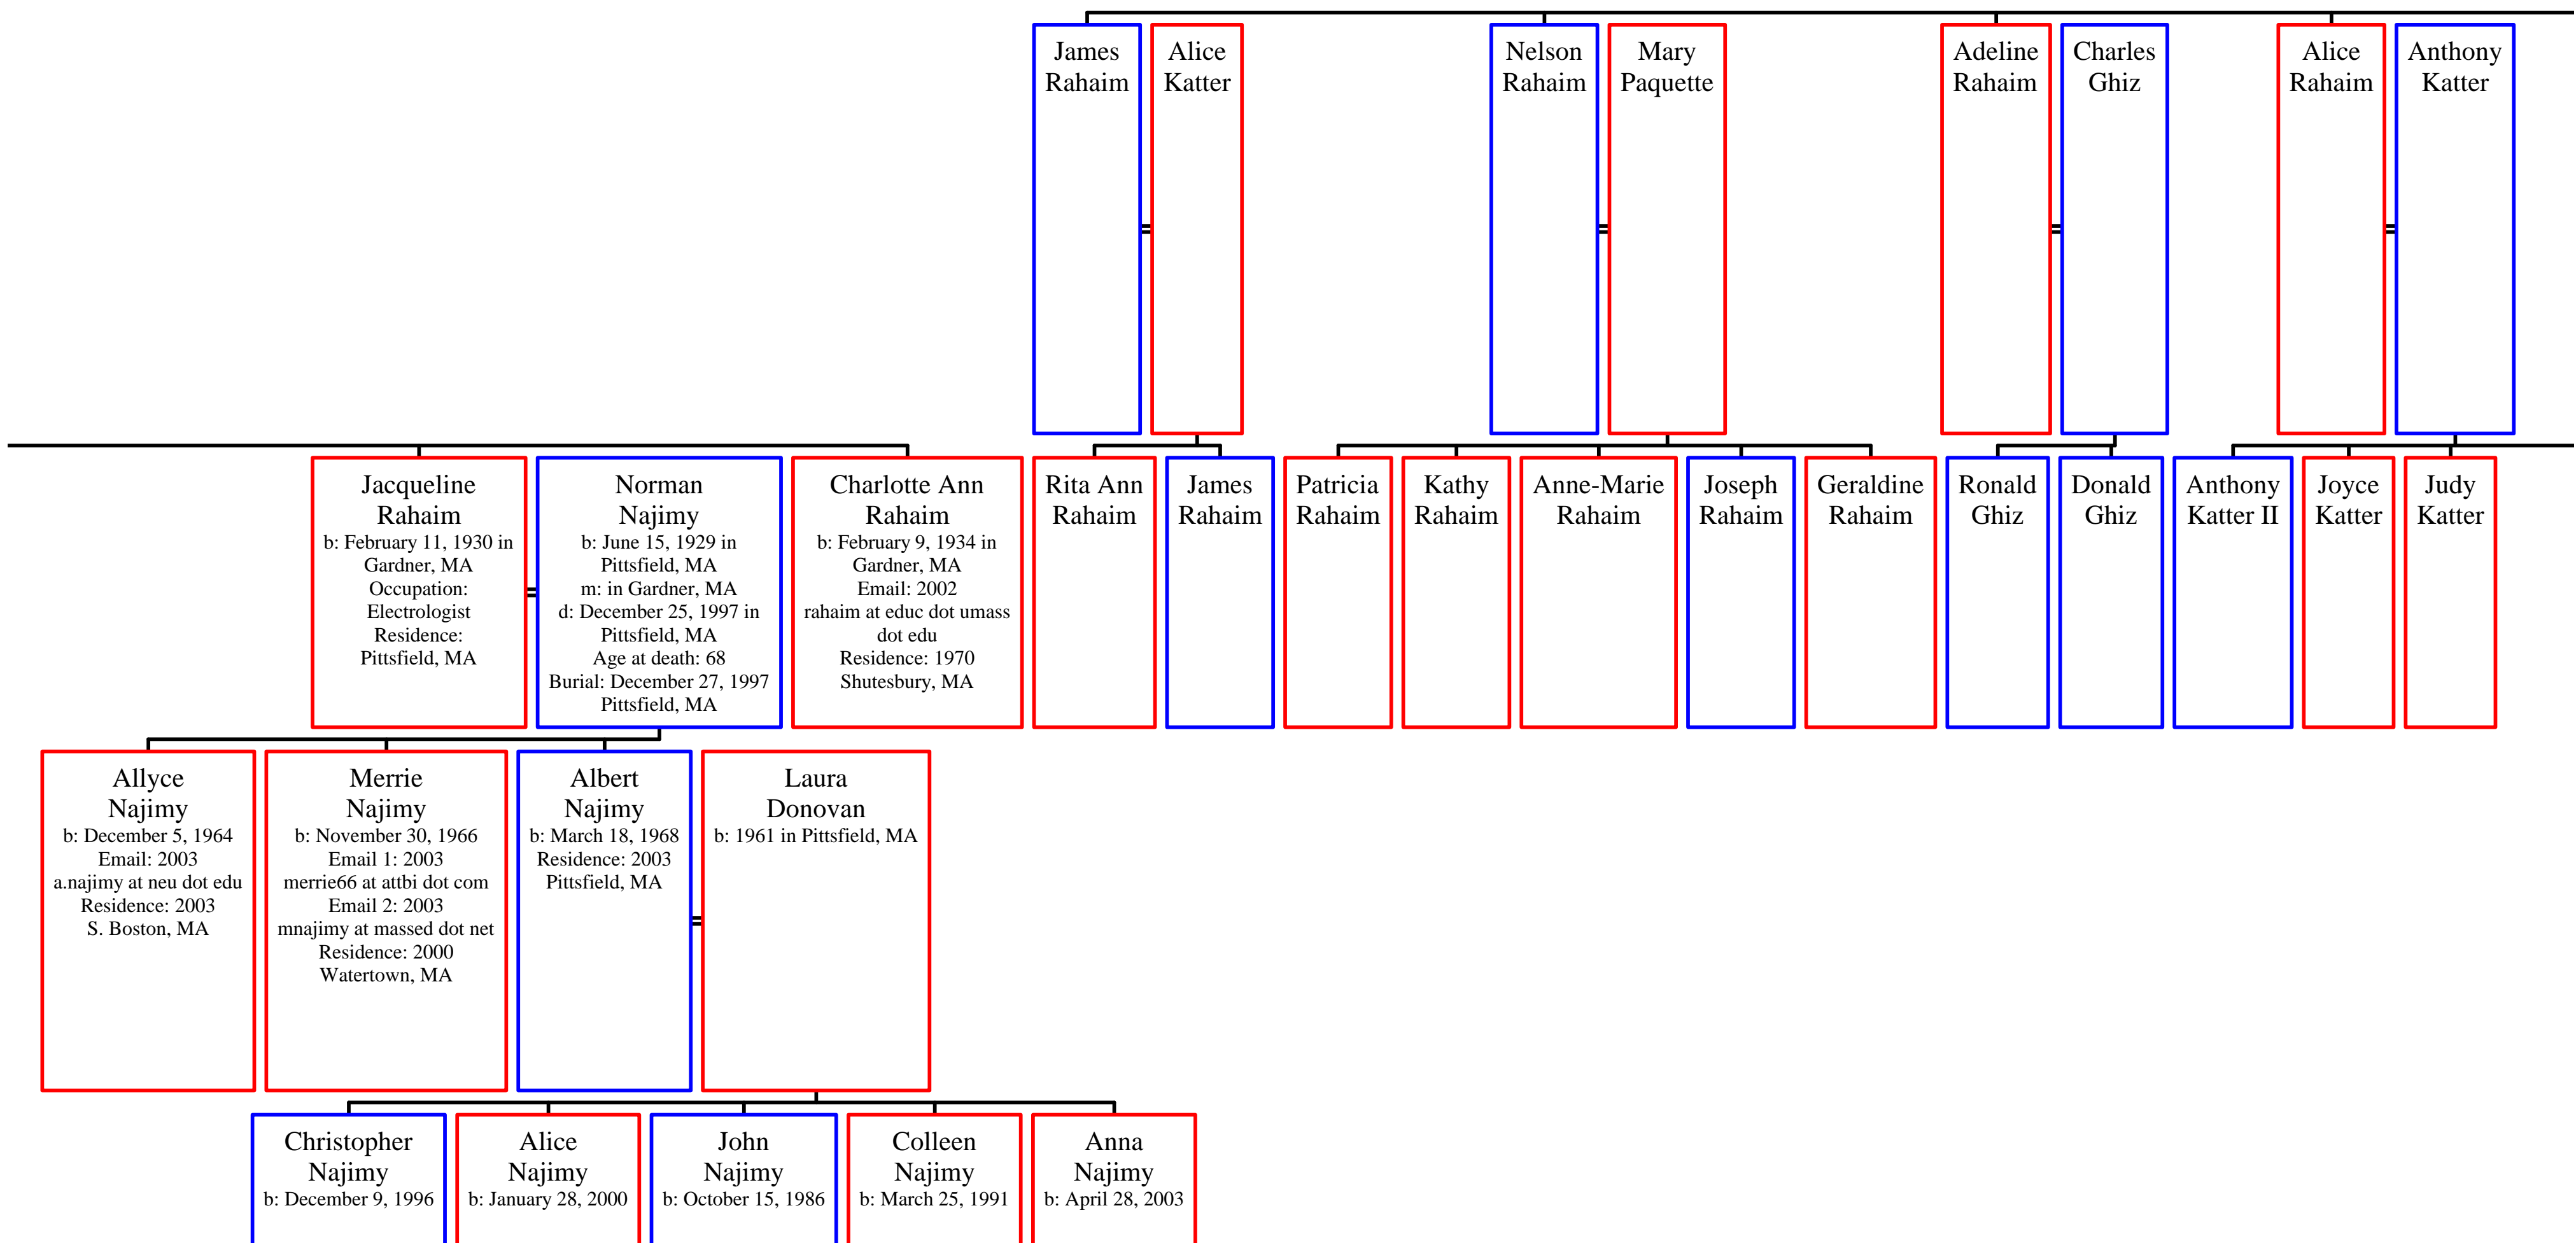 James
Rahaim
Alice
Katter
Nelson
Rahaim
Mary
Paquette
Adeline
Rahaim
Charles
Ghiz
Alice
Rahaim
Anthony
Katter
Jacqueline
Rahaim
b: February 11, 1930 in
Gardner, MA
Occupation:
Electrologist
Residence:
Pittsfield, MA
Norman
Najimy
b: June 15, 1929 in
Pittsfield, MA
m: in Gardner, MA
d: December 25, 1997 in
Pittsfield, MA
Age at death: 68
Burial: December 27, 1997
Pittsfield, MA
Charlotte Ann
Rahaim
b: February 9, 1934 in
Gardner, MA
Email: 2002
rahaim at educ dot umass
dot edu
Residence: 1970
Shutesbury, MA
Rita Ann
Rahaim
James
Rahaim
Patricia
Rahaim
Kathy
Rahaim
Anne-Marie
Rahaim
Joseph
Rahaim
Geraldine
Rahaim
Ronald
Ghiz
Donald
Ghiz
Anthony
Katter II
Joyce
Katter
Judy
Katter
Allyce
Najimy
b: December 5, 1964
Email: 2003
a.najimy at neu dot edu
Residence: 2003
S. Boston, MA
Merrie
Najimy
b: November 30, 1966
Email 1: 2003
merrie66 at attbi dot com
Email 2: 2003
mnajimy at massed dot net
Residence: 2000
Watertown, MA
Albert
Najimy
b: March 18, 1968
Residence: 2003
Pittsfield, MA
Laura
Donovan
b: 1961 in Pittsfield, MA
Christopher
Najimy
b: December 9, 1996
Alice
Najimy
b: January 28, 2000
John
Najimy
b: October 15, 1986
Colleen
Najimy
b: March 25, 1991
Anna
Najimy
b: April 28, 2003